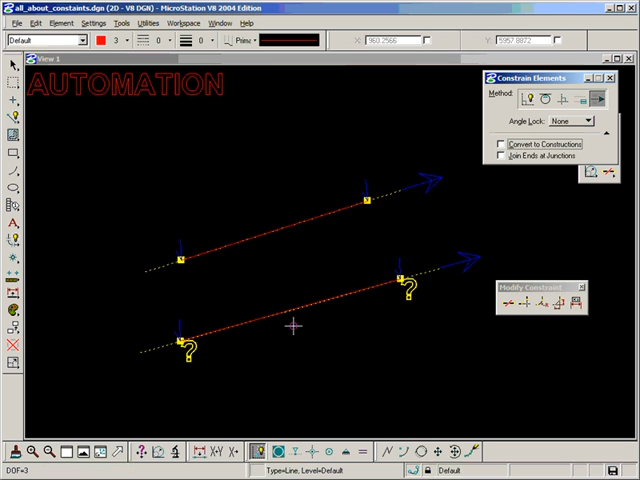 all_about_constaints.dgn (2D - V8 DGN) - MicroStation V8 2004 Edition
File Edit Element Settings Tools Utilities Workspace Window Help
Default 3 0 0 Prima X: 960.2566 Y: 5957.8872
View 1
AUTOMATION
Constrain Elements
Method:
Angle Lock: None
Convert to Constructions
Join Ends at Junctions
Modify Constraint
?
?
DOF=3 Type=Line, Level=Default Default